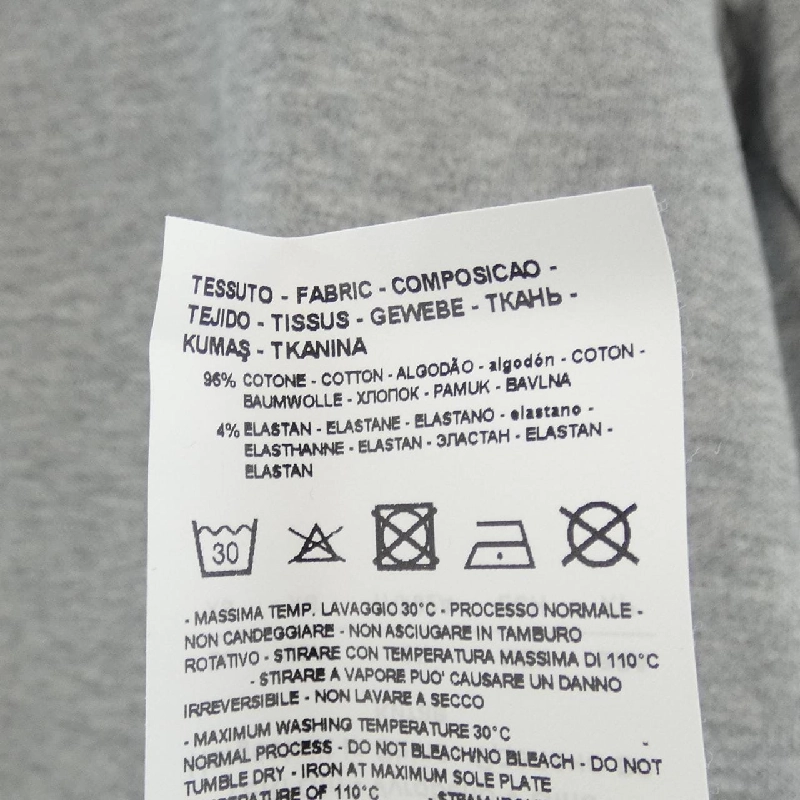 TESSUTO - FABRIC - COMPOSICAO -
TEJIDO - TISSUS - GEWEBE - ТКАНЬ -
KUMAŞ - TKANINA
96% COTONE - COTTON - ALGODÃO - algodón - COTON -
BAUMWOLLE - ХЛОПОК - PAMUK - BAVLNA
4% ELASTAN - ELASTANE - ELASTANO - elastano -
ELASTHANNE - ELASTAN - ЭЛАСТАН - ELASTAN -
ELASTAN
30
- MASSIMA TEMP. LAVAGGIO 30°C - PROCESSO NORMALE -
NON CANDEGGIARE - NON ASCIUGARE IN TAMBURO
ROTATIVO - STIRARE CON TEMPERATURA MASSIMA DI 110°C
- STIRARE A VAPORE PUO' CAUSARE UN DANNO
IRREVERSIBILE - NON LAVARE A SECCO
- MAXIMUM WASHING TEMPERATURE 30°C -
NORMAL PROCESS - DO NOT BLEACH/NO BLEACH - DO NOT
TUMBLE DRY - IRON AT MAXIMUM SOLE PLATE
TEMPERATURE OF 110°C - STEAM